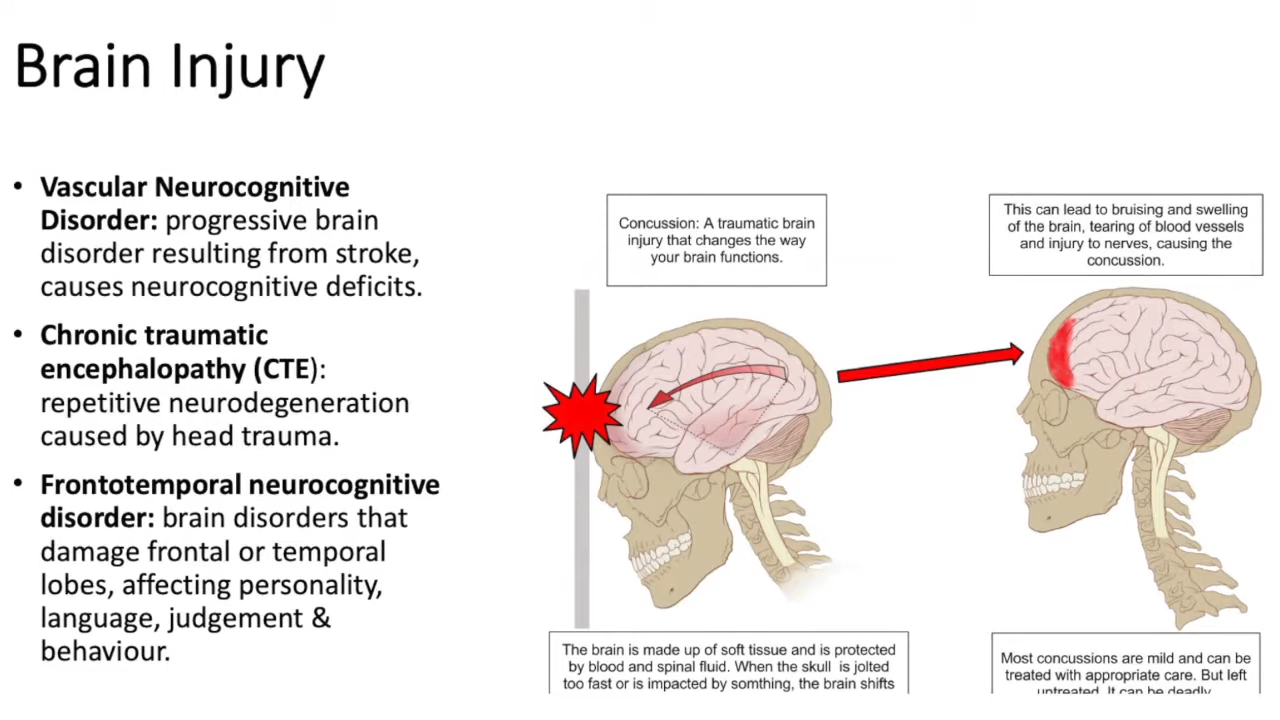 Brain Injury
• Vascular Neurocognitive
Disorder: progressive brain
disorder resulting from stroke,
causes neurocognitive deficits.
• Chronic traumatic
encephalopathy (CTE):
repetitive neurodegeneration
caused by head trauma.
• Frontotemporal neurocognitive
disorder: brain disorders that
damage frontal or temporal
lobes, affecting personality,
language, judgement &
behaviour.
Concussion: A traumatic brain
injury that changes the way
your brain functions.
This can lead to bruising and swelling
of the brain, tearing of blood vessels
and injury to nerves, causing the
concussion.
The brain is made up of soft tissue and is protected
by blood and spinal fluid. When the skull is jolted
too fast or is impacted by somthing, the brain shifts
Most concussions are mild and can be
treated with appropriate care. But left
untreated. It can be deadly.